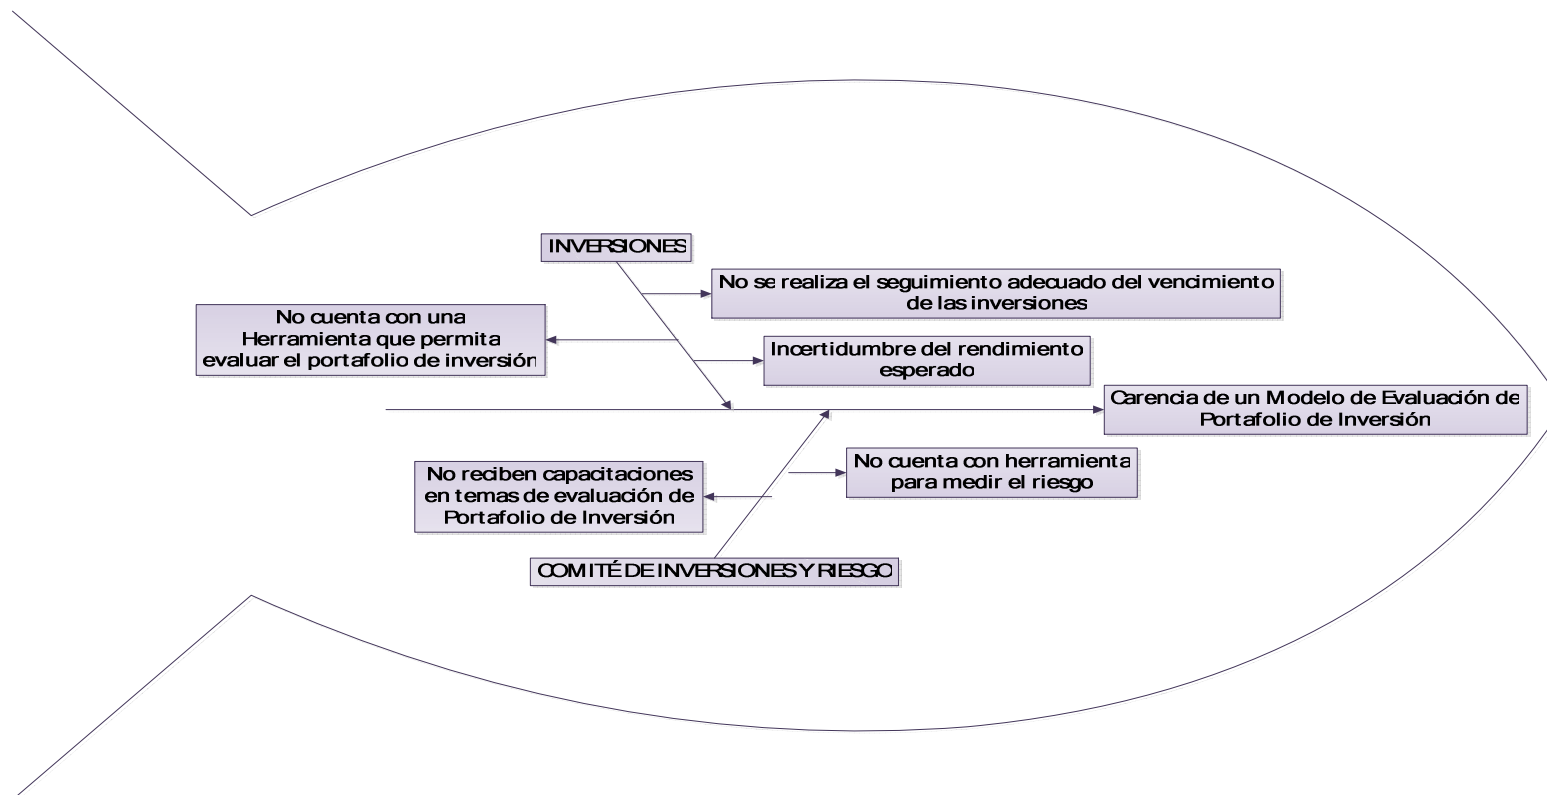 INVERSIONES
No se realiza el seguimiento adecuado del vencimiento
de las inversiones
No cuenta con una
Herramienta que permita
evaluar el portafolio de inversión
Incertidumbre del rendimiento
esperado
Carencia de un Modelo de Evaluación de
Portafolio de Inversión
No cuenta con herramienta
para medir el riesgo
No reciben capacitaciones
en temas de evaluación de
Portafolio de Inversión
COMITÉ DE INVERSIONES Y RIESGO